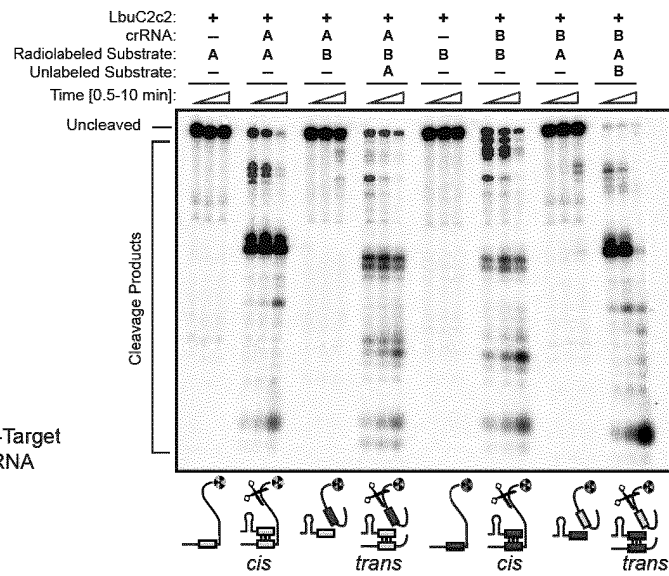 LbuC2c2: + + + + + + + +
crRNA: – A A A – B B B
Radiolabeled Substrate: A A B B B B A A
Unlabeled Substrate: – – – A – – – B
Time [0.5-10 min]:
Uncleaved
Cleavage Products
-Target
RNA
cis trans cis trans